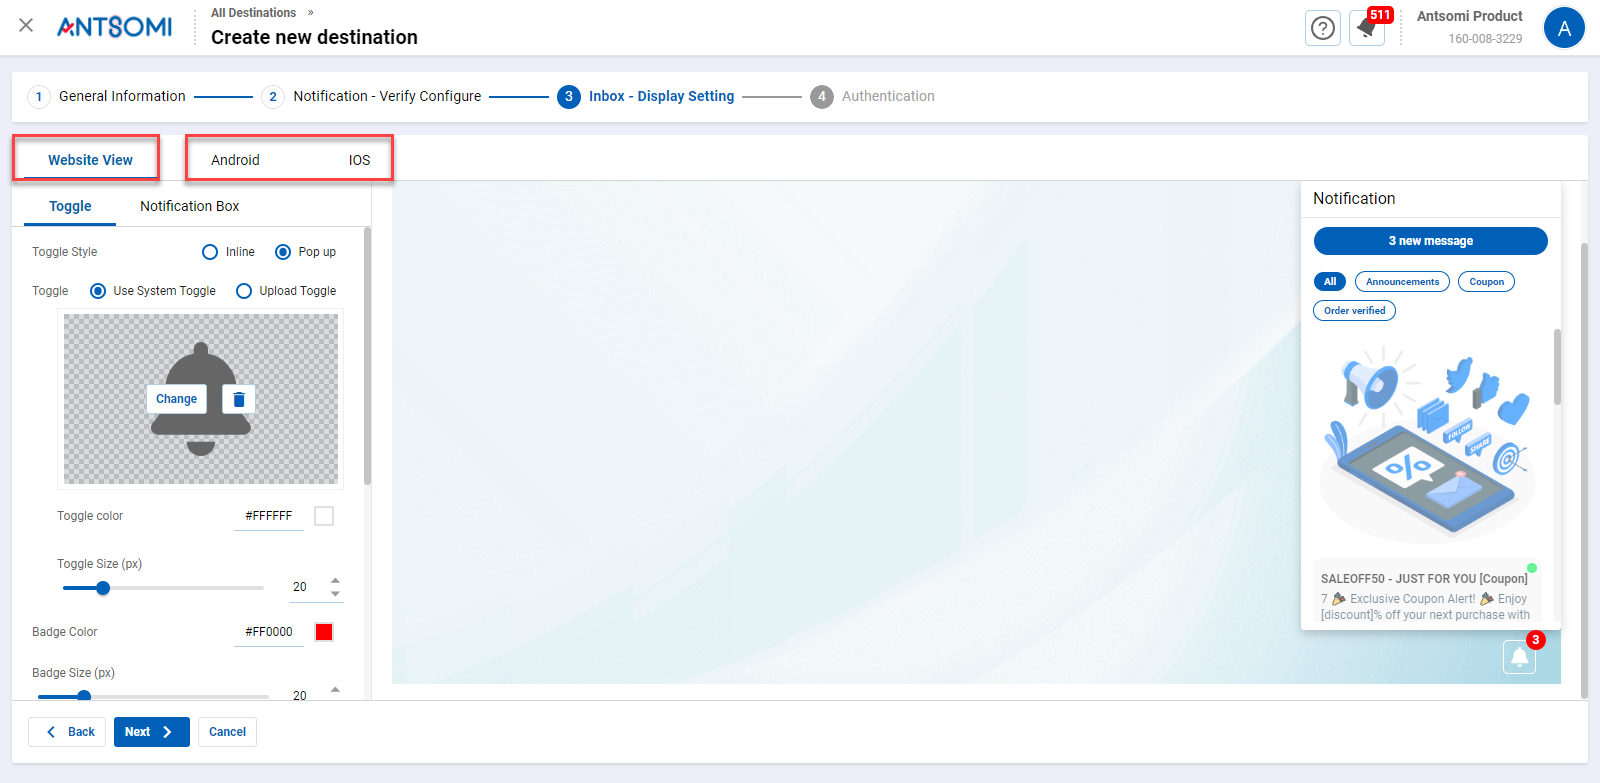 ANTSOMI
All Destinations »
Create new destination
?
511
Antsomi Product
160-008-3229
A
1 General Information
2 Notification - Verify Configure
3 Inbox - Display Setting
4 Authentication
Website View
Android
IOS
Toggle
Notification Box
Toggle Style
Inline
Pop up
Toggle
Use System Toggle
Upload Toggle
Change
Toggle color
#FFFFFF
Toggle Size (px)
20
Badge Color
#FF0000
Badge Size (px)
20
Notification
3 new message
All
Announcements
Coupon
Order verified
%
FOLLOW
SHARE
SALEOFF50 - JUST FOR YOU [Coupon]
7 🎉 Exclusive Coupon Alert! 🎉 Enjoy
[discount]% off your next purchase with
3
Back
Next
Cancel